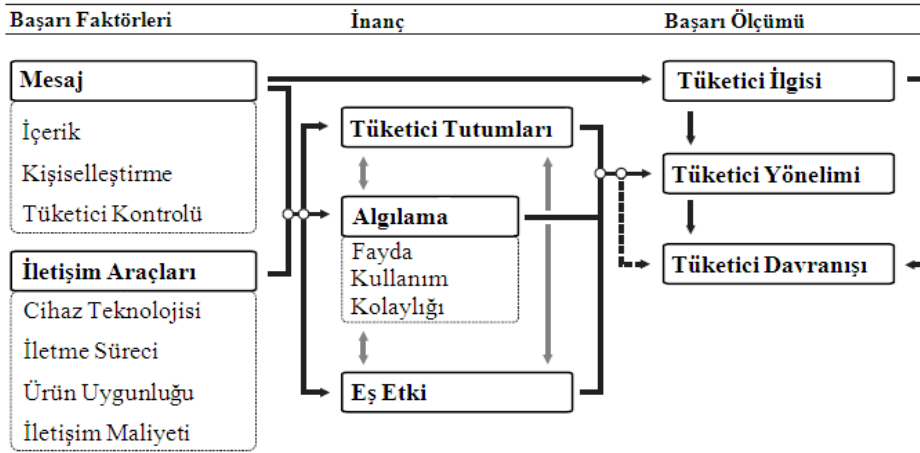 Başarı Faktörleri
İnanç
Başarı Ölçümü
Mesaj
İçerik
Kişiselleştirme
Tüketici Kontrolü
İletişim Araçları
Cihaz Teknolojisi
İletme Süreci
Ürün Uygunluğu
İletişim Maliyeti
Tüketici Tutumları
Algılama
Fayda
Kullanım
Kolaylığı
Eş Etki
Tüketici İlgisi
Tüketici Yönelimi
Tüketici Davranışı